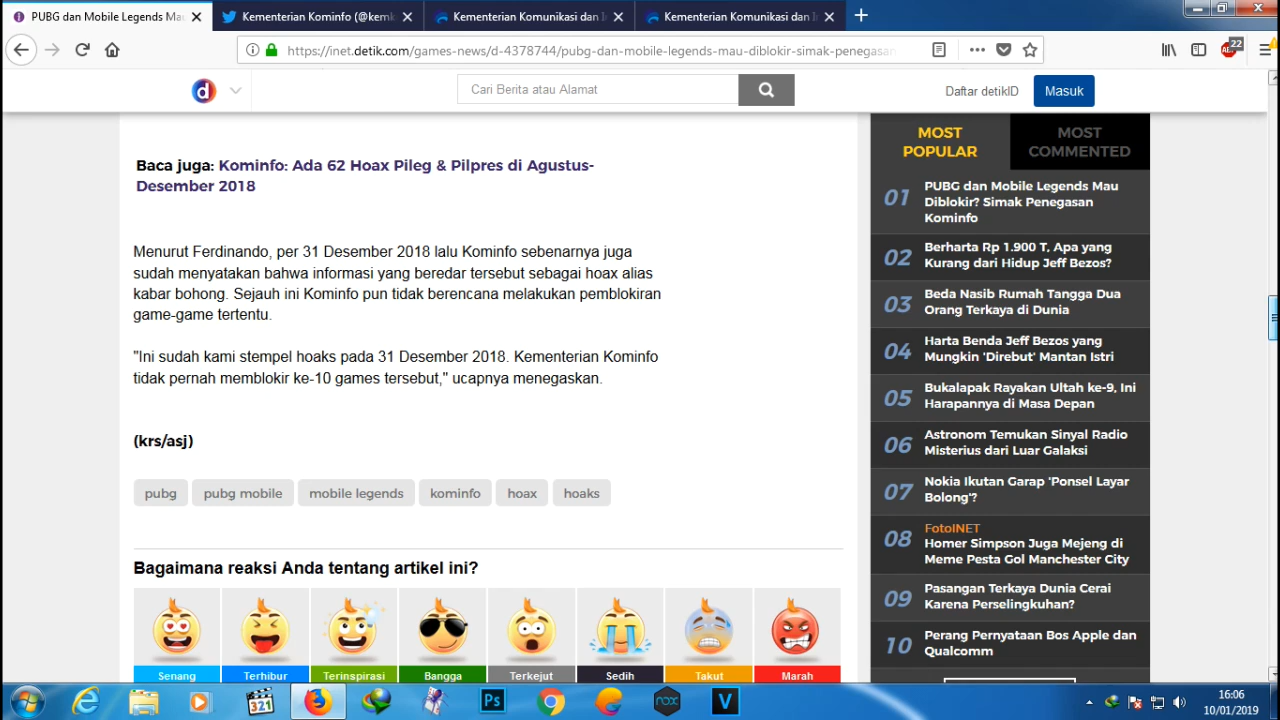 PUBG dan Mobile Legends Mau
Kementerian Kominfo (@kemk
Kementerian Komunikasi dan I
Kementerian Komunikasi dan I
https://inet.detik.com/games-news/d-4378744/pubg-dan-mobile-legends-mau-diblokir-simak-penegasan
22
d
Cari Berita atau Alamat
Daftar detikID
Masuk
Baca juga: Kominfo: Ada 62 Hoax Pileg & Pilpres di Agustus-
Desember 2018
Menurut Ferdinando, per 31 Desember 2018 lalu Kominfo sebenarnya juga
sudah menyatakan bahwa informasi yang beredar tersebut sebagai hoax alias
kabar bohong. Sejauh ini Kominfo pun tidak berencana melakukan pemblokiran
game-game tertentu.
"Ini sudah kami stempel hoaks pada 31 Desember 2018. Kementerian Kominfo
tidak pernah memblokir ke-10 games tersebut," ucapnya menegaskan.
(krs/asj)
pubg
pubg mobile
mobile legends
kominfo
hoax
hoaks
Bagaimana reaksi Anda tentang artikel ini?
Senang
Terhibur
Terinspirasi
Bangga
Terkejut
Sedih
Takut
Marah
MOST
POPULAR
MOST
COMMENTED
01
PUBG dan Mobile Legends Mau
Diblokir? Simak Penegasan
Kominfo
02
Berharta Rp 1.900 T, Apa yang
Kurang dari Hidup Jeff Bezos?
03
Beda Nasib Rumah Tangga Dua
Orang Terkaya di Dunia
04
Harta Benda Jeff Bezos yang
Mungkin 'Direbut' Mantan Istri
05
Bukalapak Rayakan Ultah ke-9, Ini
Harapannya di Masa Depan
06
Astronom Temukan Sinyal Radio
Misterius dari Luar Galaksi
07
Nokia Ikutan Garap 'Ponsel Layar
Bolong'?
08
FotoINET
Homer Simpson Juga Mejeng di
Meme Pesta Gol Manchester City
09
Pasangan Terkaya Dunia Cerai
Karena Perselingkuhan?
10
Perang Pernyataan Bos Apple dan
Qualcomm
321
Ps
nox
V
16:06
10/01/2019